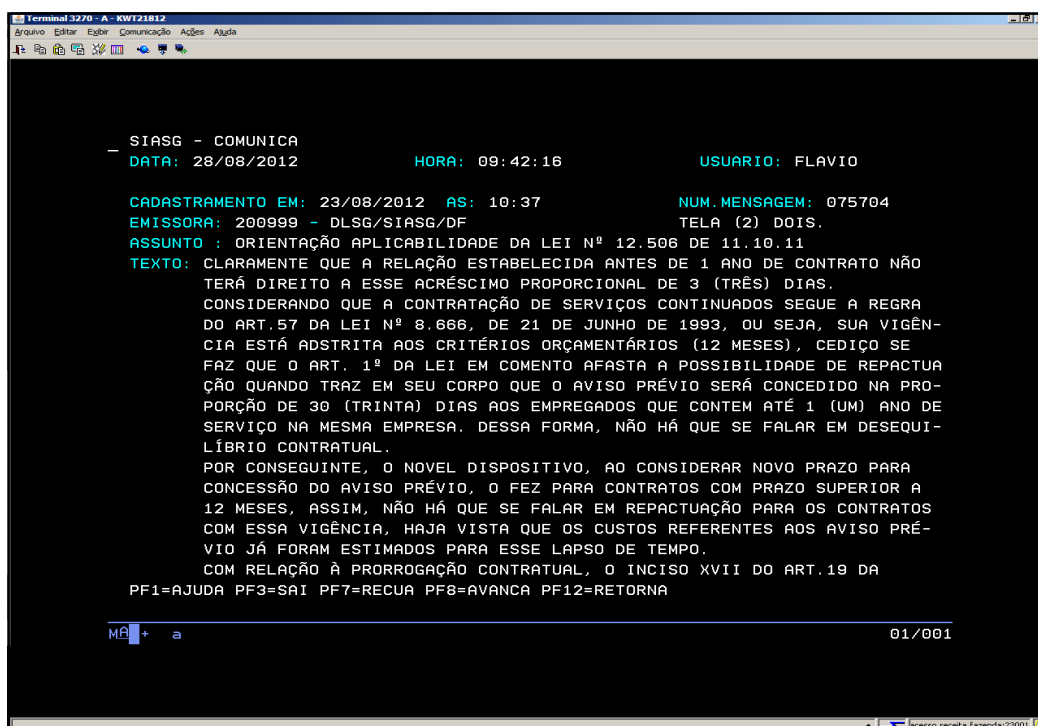 Terminal 3270 - A - KWT21812
Arquivo Editar Exibir Comunicação Ações Ajuda
_ SIASG - COMUNICA
DATA: 28/08/2012 HORA: 09:42:16 USUARIO: FLAVIO
CADASTRAMENTO EM: 23/08/2012 AS: 10:37 NUM.MENSAGEM: 075704
EMISSORA: 200999 - DLSG/SIASG/DF TELA (2) DOIS.
ASSUNTO : ORIENTAÇÃO APLICABILIDADE DA LEI Nº 12.506 DE 11.10.11
TEXTO: CLARAMENTE QUE A RELAÇÃO ESTABELECIDA ANTES DE 1 ANO DE CONTRATO NÃO
TERÁ DIREITO A ESSE ACRÉSCIMO PROPORCIONAL DE 3 (TRÊS) DIAS.
CONSIDERANDO QUE A CONTRATAÇÃO DE SERVIÇOS CONTINUADOS SEGUE A REGRA
DO ART.57 DA LEI Nº 8.666, DE 21 DE JUNHO DE 1993, OU SEJA, SUA VIGÊN-
CIA ESTÁ ADSTRITA AOS CRITÉRIOS ORÇAMENTÁRIOS (12 MESES), CEDIÇO SE
FAZ QUE O ART. 1º DA LEI EM COMENTO AFASTA A POSSIBILIDADE DE REPACTUA
ÇÃO QUANDO TRAZ EM SEU CORPO QUE O AVISO PRÉVIO SERÁ CONCEDIDO NA PRO-
PORÇÃO DE 30 (TRINTA) DIAS AOS EMPREGADOS QUE CONTEM ATÉ 1 (UM) ANO DE
SERVIÇO NA MESMA EMPRESA. DESSA FORMA, NÃO HÁ QUE SE FALAR EM DESEQUI-
LÍBRIO CONTRATUAL.
POR CONSEGUINTE, O NOVEL DISPOSITIVO, AO CONSIDERAR NOVO PRAZO PARA
CONCESSÃO DO AVISO PRÉVIO, O FEZ PARA CONTRATOS COM PRAZO SUPERIOR A
12 MESES, ASSIM, NÃO HÁ QUE SE FALAR EM REPACTUAÇÃO PARA OS CONTRATOS
COM ESSA VIGÊNCIA, HAJA VISTA QUE OS CUSTOS REFERENTES AOS AVISO PRÉ-
VIO JÁ FORAM ESTIMADOS PARA ESSE LAPSO DE TEMPO.
COM RELAÇÃO À PRORROGAÇÃO CONTRATUAL, O INCISO XVII DO ART.19 DA
PF1=AJUDA PF3=SAI PF7=RECUA PF8=AVANCA PF12=RETORNA
MA + a 01/001
acesso.receita.fazenda:23001